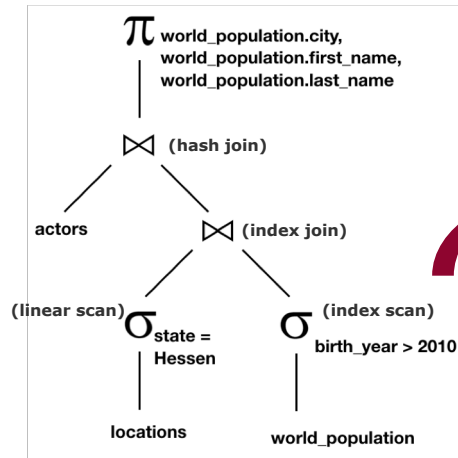 π world_population.city,
world_population.first_name,
world_population.last_name
⋈ (hash join)
actors
⋈ (index join)
(linear scan) σ state =
Hessen
σ (index scan)
birth_year > 2010
locations
world_population